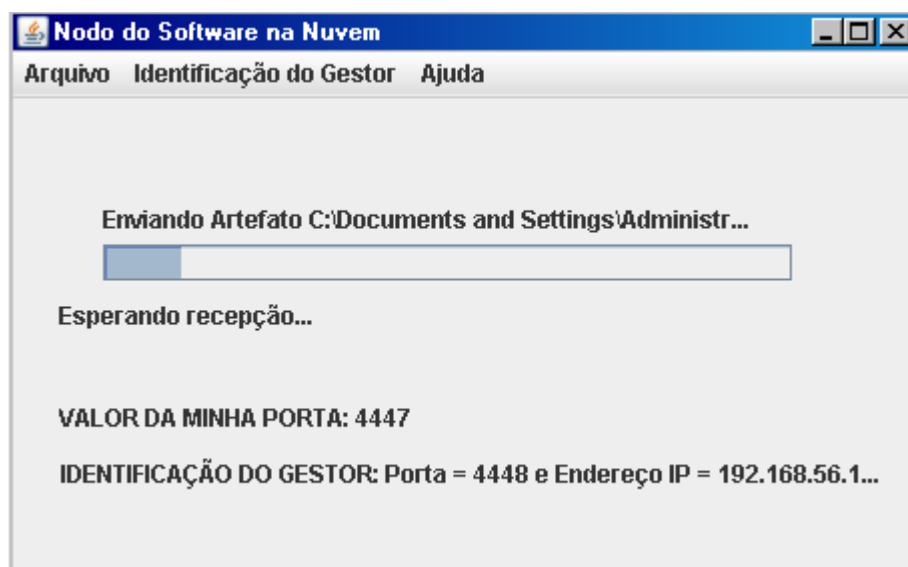 Nodo do Software na Nuvem
Arquivo Identificação do Gestor Ajuda
Enviando Artefato C:\Documents and Settings\Administr...
Esperando recepção...
VALOR DA MINHA PORTA: 4447
IDENTIFICAÇÃO DO GESTOR: Porta = 4448 e Endereço IP = 192.168.56.1...